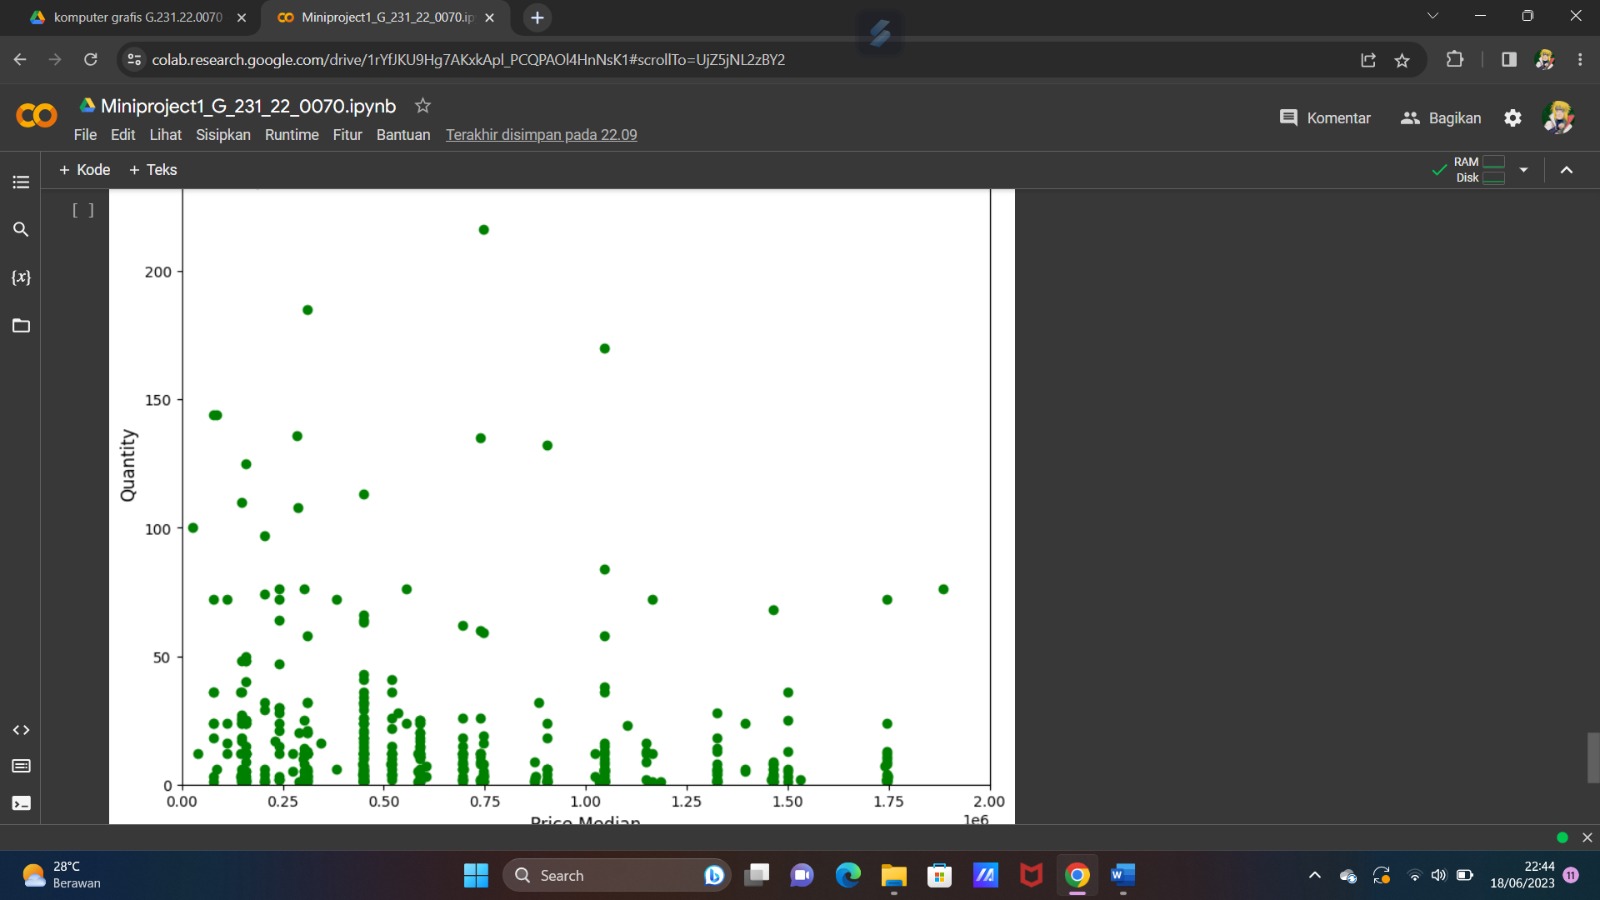 komputer grafis G.231.22.0070
Miniproject1_G_231_22_0070.ip
colab.research.google.com/drive/1rYfJKU9Hg7AKxkApl_PCQPAOl4HnNsK1#scrollTo=UjZ5jNL2zBY2
Miniproject1_G_231_22_0070.ipynb
File Edit Lihat Sisipkan Runtime Fitur Bantuan Terakhir disimpan pada 22.09
Komentar Bagikan
+ Kode + Teks
RAM
Disk
[ ]
{x}
200
150
100
50
0
Quantity
0.00 0.25 0.50 0.75 1.00 1.25 1.50 1.75 2.00
1e6
Price Median
28°C
Berawan
Search
22:44
18/06/2023
11